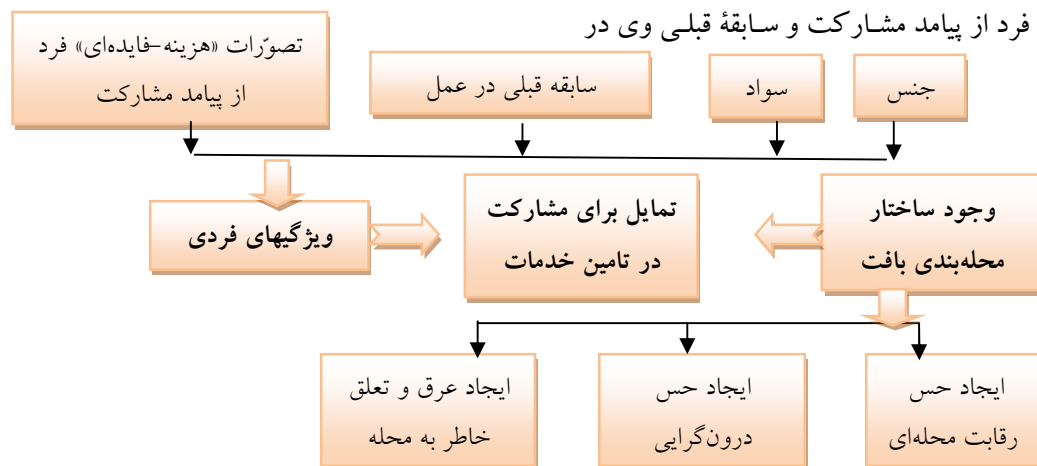 فرد از پیامد مشارکت و سابقۀ قبلی وی در
جنس
سواد
سابقه قبلی در عمل
تصوّرات «هزینه-فایده‌ای» فرد
از پیامد مشارکت
وجود ساختار
محله‌بندی بافت
تمایل برای مشارکت
در تامین خدمات
ویژگیهای فردی
ایجاد حس
رقابت محله‌ای
ایجاد حس
درون‌گرایی
ایجاد عرق و تعلق
خاطر به محله